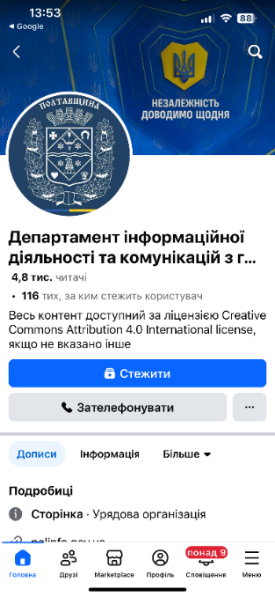 13:53
88
◀ Google
НЕЗАЛЕЖНІСТЬ
ДОВОДИМО ЩОДНЯ
ПОЛТАВЩИНА
Департамент інформаційної
діяльності та комунікацій з г...
4,8 тис. читачі
• 116 тих, за ким стежить користувач
Весь контент доступний за ліцензією Creative
Commons Attribution 4.0 International license,
якщо не вказано інше
Стежити
Зателефонувати
...
Дописи Інформація Більше
Подробиці
Сторінка · Урядова організація
понад 9
Головна Друзі Marketplace Профіль Сповіщення Меню